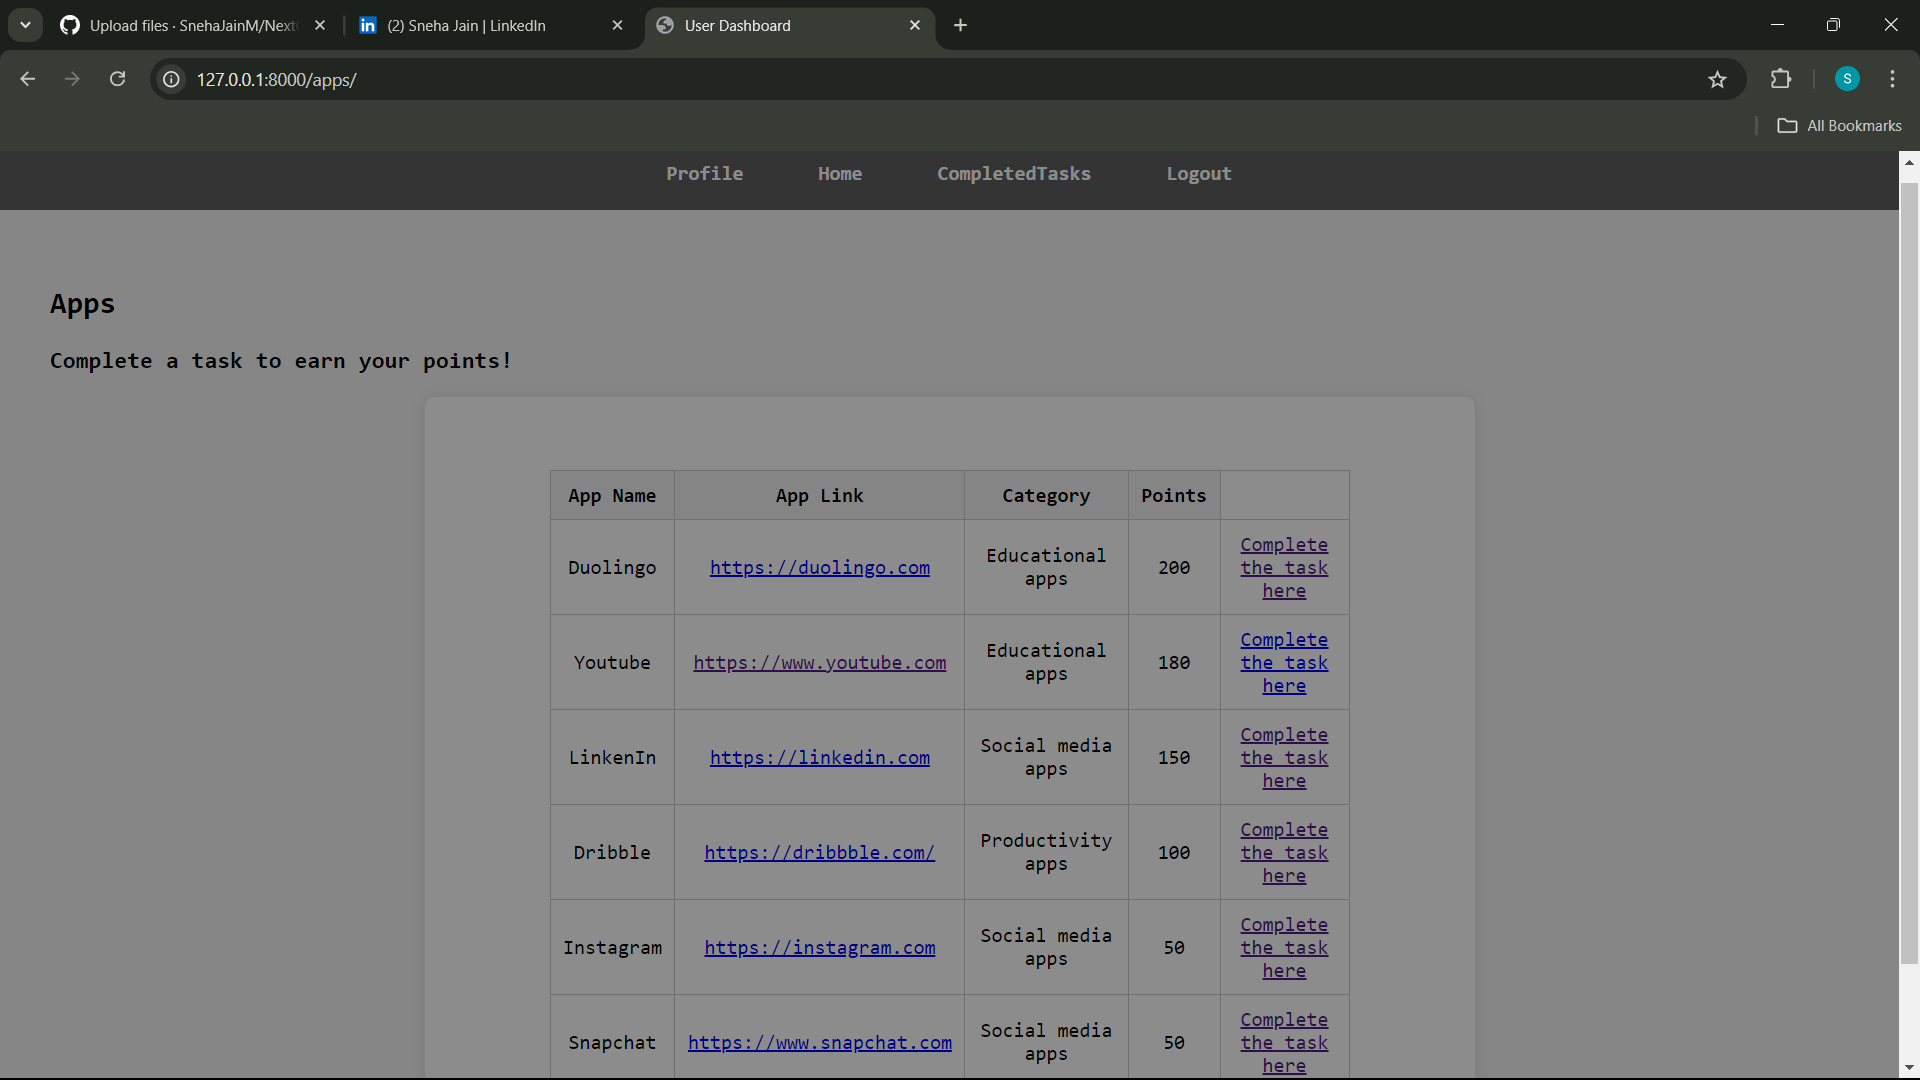 Upload files · SnehaJainM/Next
(2) Sneha Jain | LinkedIn
User Dashboard
127.0.0.1:8000/apps/
S
All Bookmarks
Profile Home CompletedTasks Logout
Apps
Complete a task to earn your points!
App Name App Link Category Points
Duolingo https://duolingo.com Educational apps 200 Complete the task here
Youtube https://www.youtube.com Educational apps 180 Complete the task here
LinkenIn https://linkedin.com Social media apps 150 Complete the task here
Dribble https://dribbble.com/ Productivity apps 100 Complete the task here
Instagram https://instagram.com Social media apps 50 Complete the task here
Snapchat https://www.snapchat.com Social media apps 50 Complete the task here